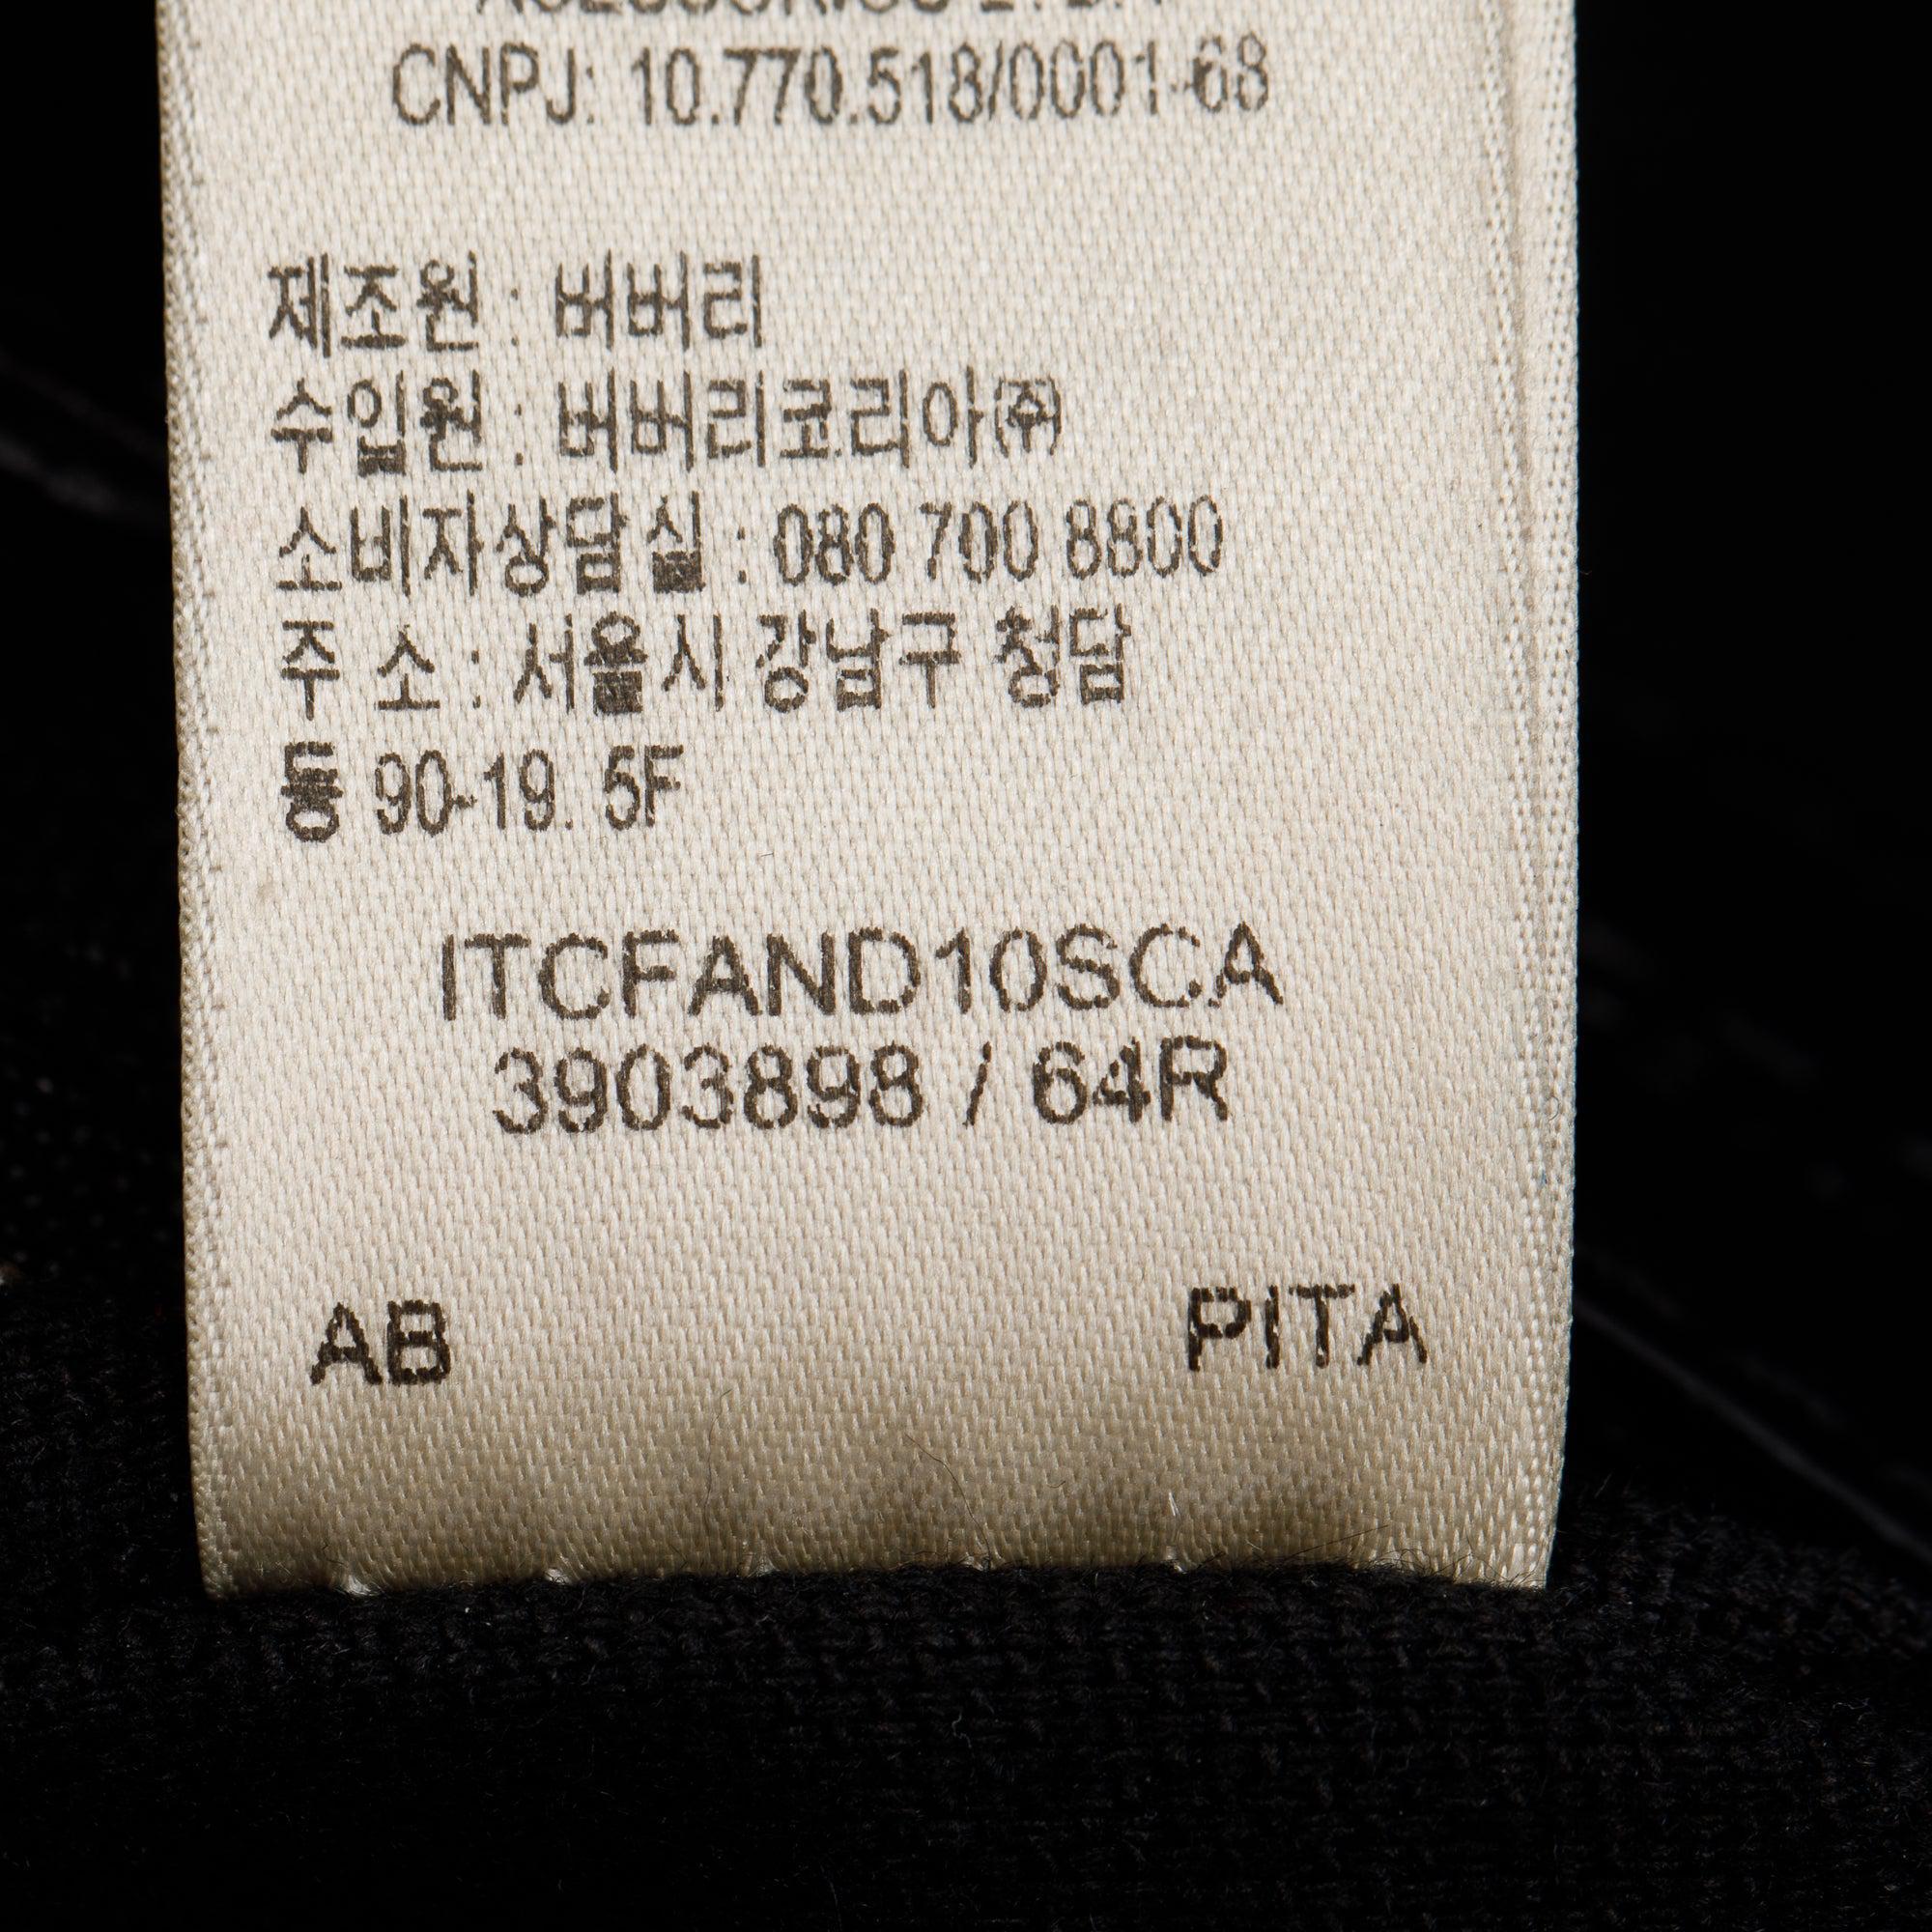 CNPJ: 10.770.518/0001-68
제조원 : 버버리
수입원 : 버버리코리아㈜
소비자상담실 : 080 700 8800
주 소 : 서울시 강남구 청담
동 90-19. 5F
ITCFAND10SCA
3903898 / 64R
AB PITA